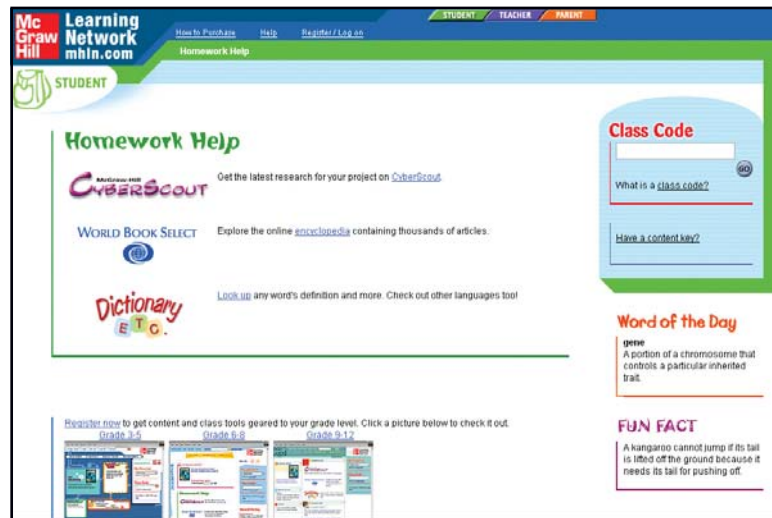 Mc
Graw
Hill
Learning
Network
mhln.com
How to Purchase Help Register / Log on
STUDENT TEACHER PARENT
Homework Help
STUDENT
Homework Help
McGraw-Hill
CYBERSCOUT
Get the latest research for your project on CyberScout.
WORLD BOOK SELECT
Explore the online encyclopedia containing thousands of articles.
Dictionary
ETC.
Look up any word's definition and more. Check out other languages too!
Class Code
GO
What is a class code?
Have a content key?
Word of the Day
gene
A portion of a chromosome that
controls a particular inherited
trait.
FUN FACT
A kangaroo cannot jump if its tail
is lifted off the ground because it
needs its tail for pushing off.
Register now to get content and class tools geared to your grade level. Click a picture below to check it out.
Grade 3-5 Grade 6-8 Grade 9-12